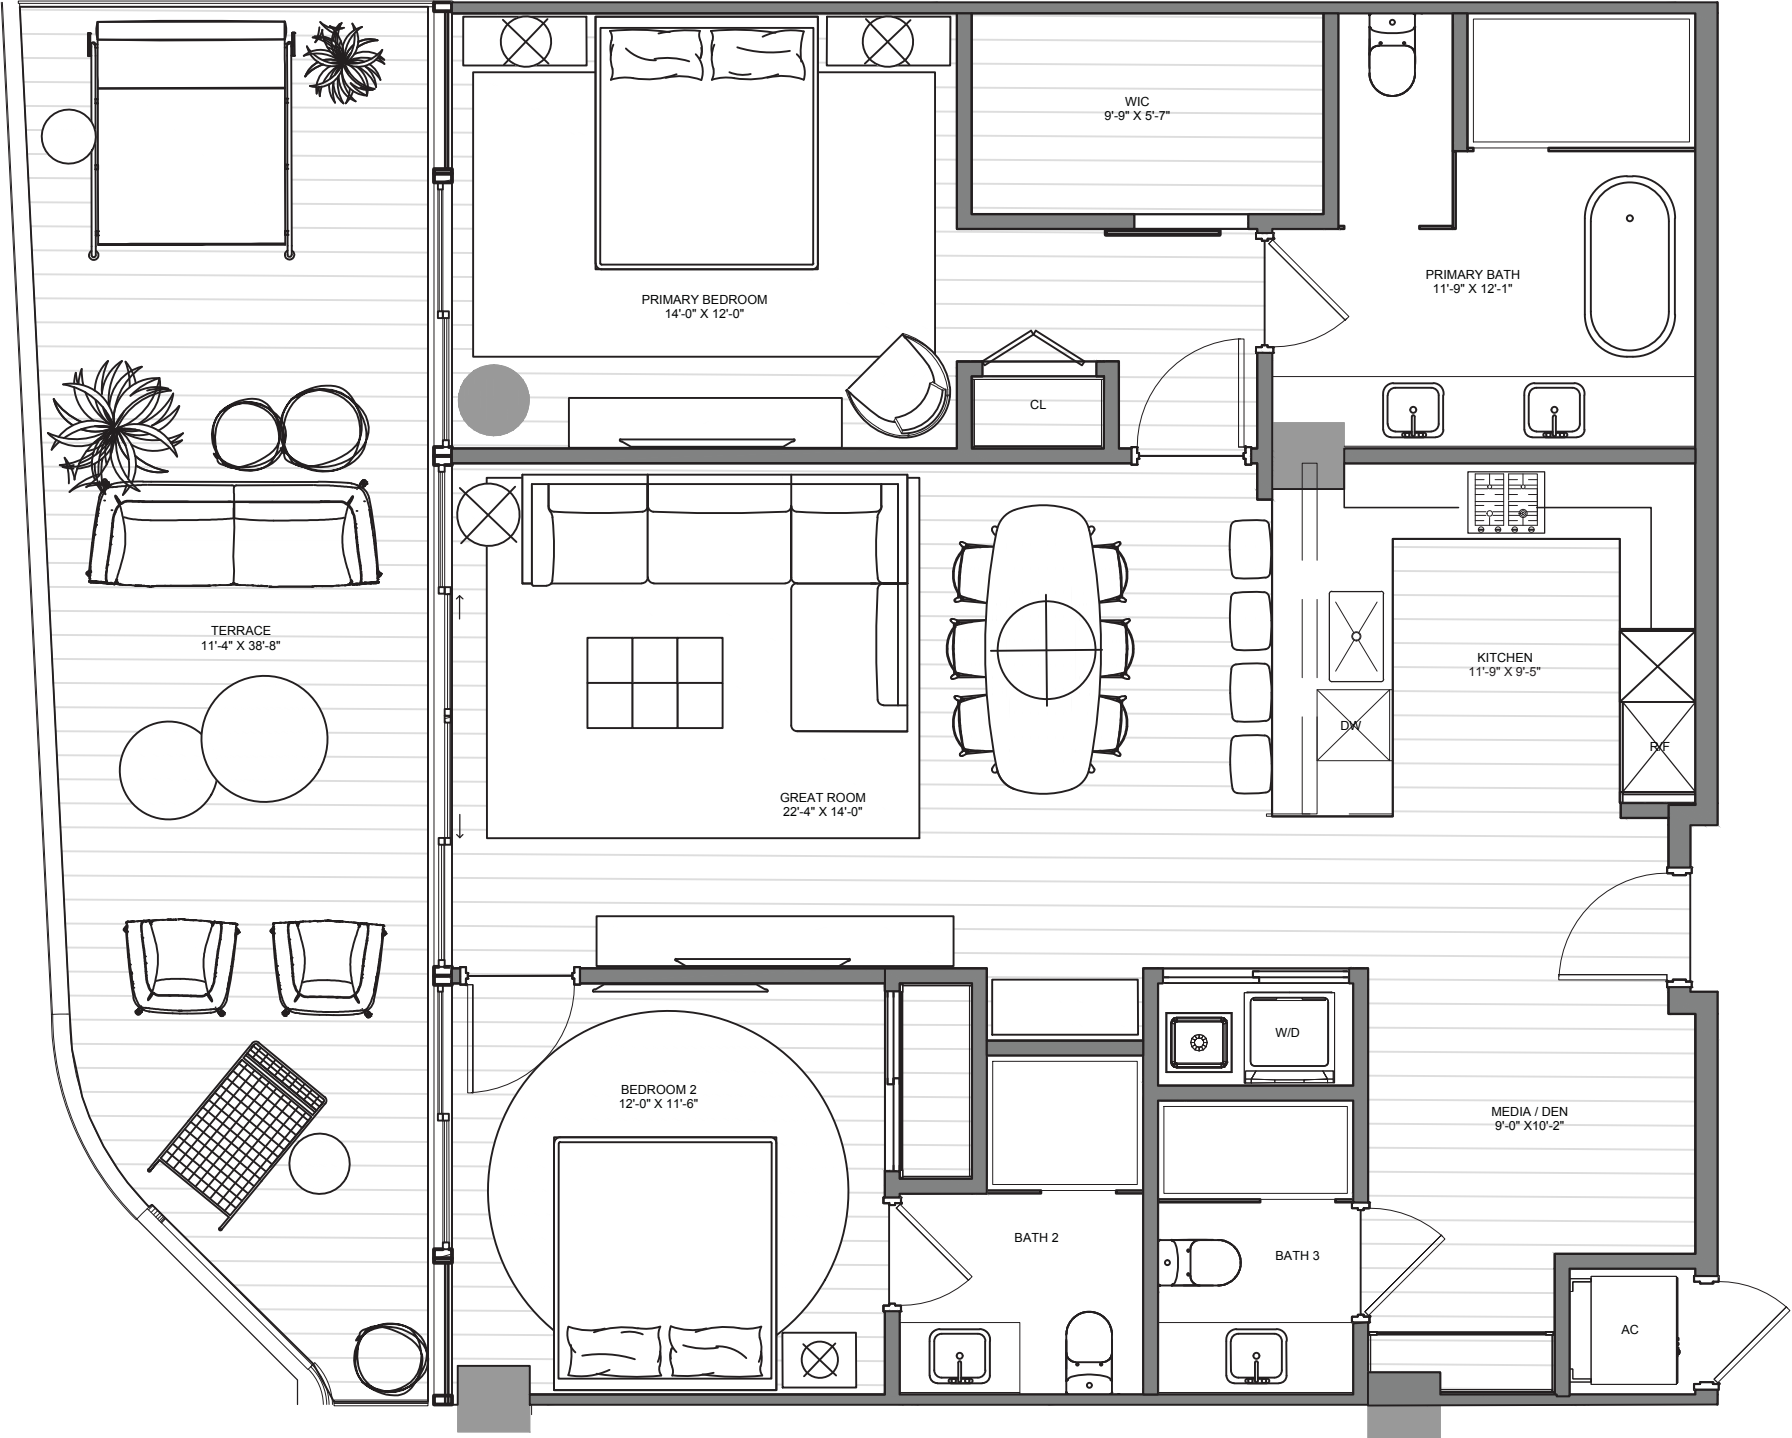 WIC
9'-9" X 5'-7"
PRIMARY BATH
11'-9" X 12'-1"
PRIMARY BEDROOM
14'-0" X 12'-0"
CL
TERRACE
11'-4" X 38'-8"
KITCHEN
11'-9" X 9'-5"
DW
R/F
GREAT ROOM
22'-4" X 14'-0"
W/D
BEDROOM 2
12'-0" X 11'-6"
MEDIA / DEN
9'-0" X10'-2"
BATH 2
BATH 3
AC